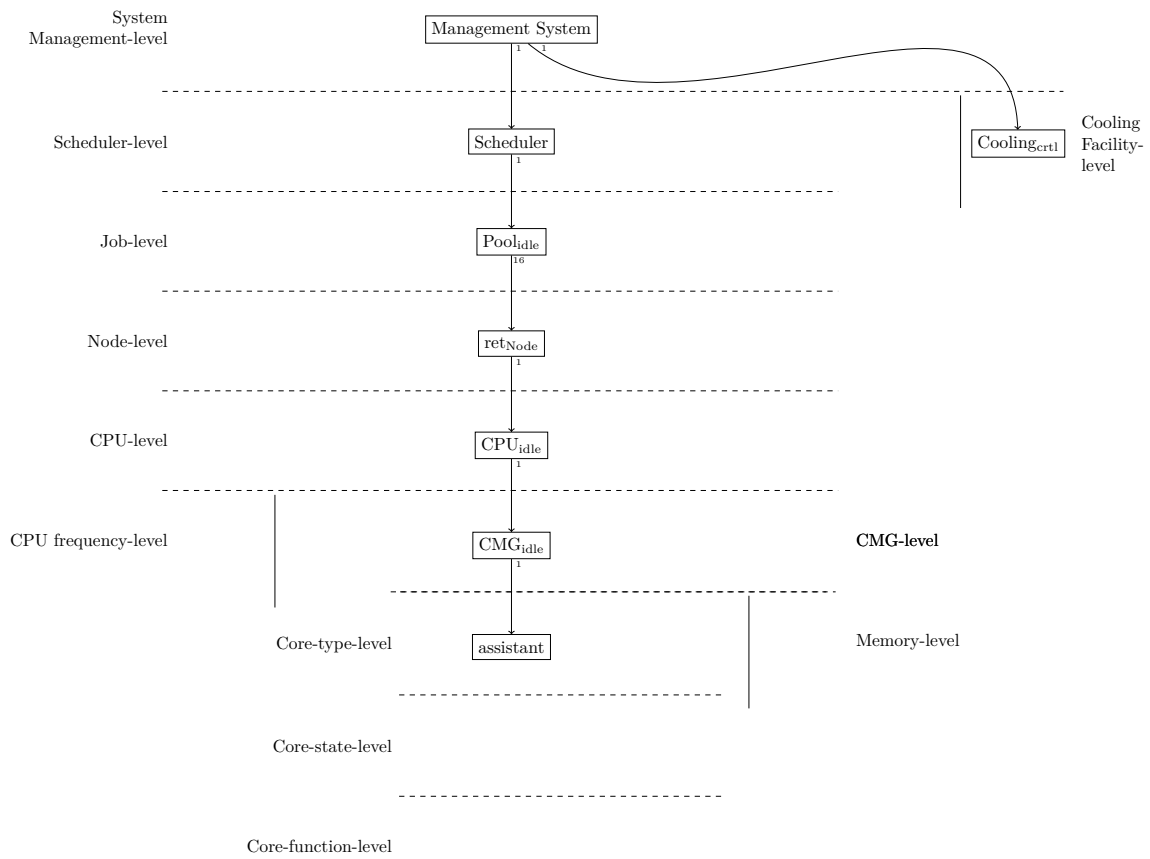 System
Management-level
Management System
1 1
Scheduler-level
Scheduler
1
Cooling_crtl
Cooling
Facility-
level
Job-level
Pool_idle
16
Node-level
ret_Node
1
CPU-level
CPU_idle
1
CPU frequency-level
CMG_idle
1
CMG-level
Core-type-level
assistant
Memory-level
Core-state-level
Core-function-level